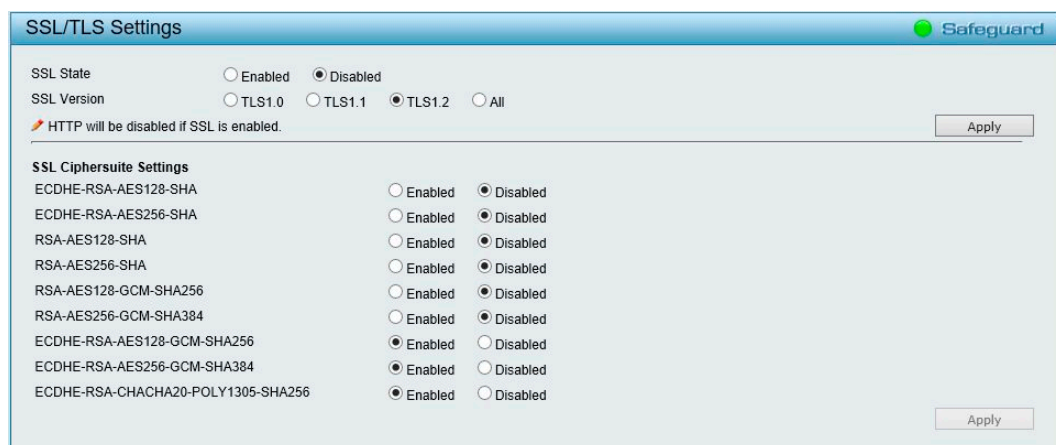 SSL/TLS Settings Safeguard
SSL State Enabled Disabled
SSL Version TLS1.0 TLS1.1 TLS1.2 All
HTTP will be disabled if SSL is enabled. Apply
SSL Ciphersuite Settings
ECDHE-RSA-AES128-SHA Enabled Disabled
ECDHE-RSA-AES256-SHA Enabled Disabled
RSA-AES128-SHA Enabled Disabled
RSA-AES256-SHA Enabled Disabled
RSA-AES128-GCM-SHA256 Enabled Disabled
RSA-AES256-GCM-SHA384 Enabled Disabled
ECDHE-RSA-AES128-GCM-SHA256 Enabled Disabled
ECDHE-RSA-AES256-GCM-SHA384 Enabled Disabled
ECDHE-RSA-CHACHA20-POLY1305-SHA256 Enabled Disabled
Apply